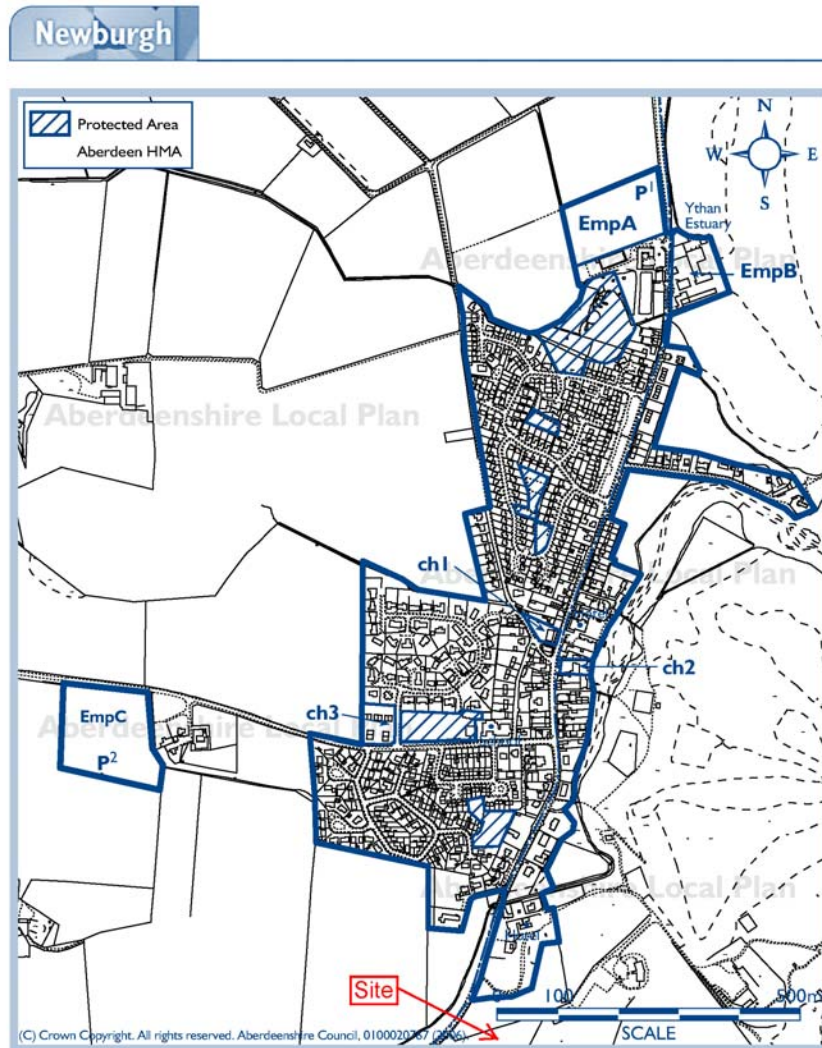 Newburgh
Protected Area
Aberdeen HMA
N
W E
S
P1
EmpA
Ythan
Estuary
Aberdeenshire Local Plan
EmpB
Aberdeenshire Local Plan
ch1
Aberdeenshire Local Plan
ch2
EmpC
ch3
Aberdeenshire Local Plan
P2
Aberdeenshire Local Plan
Site
0 100 500m
SCALE
(C) Crown Copyright. All rights reserved. Aberdeenshire Council, 0100020767 (2006).